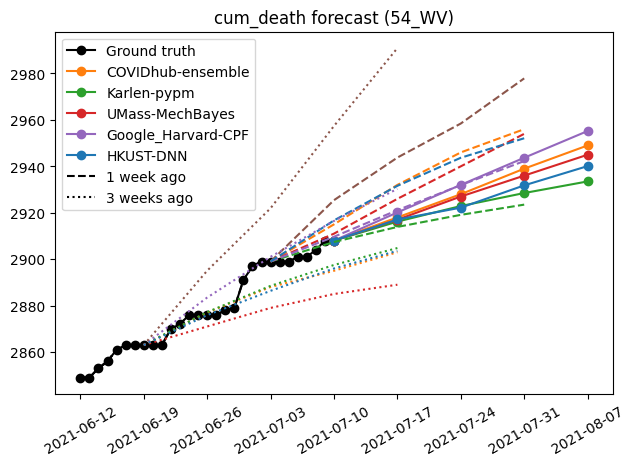 cum_death forecast (54_WV)
Ground truth
COVIDhub-ensemble
Karlen-pypm
UMass-MechBayes
Google_Harvard-CPF
HKUST-DNN
1 week ago
3 weeks ago
2980
2960
2940
2920
2900
2880
2860
2021-06-12
2021-06-19
2021-06-26
2021-07-03
2021-07-10
2021-07-17
2021-07-24
2021-07-31
2021-08-07